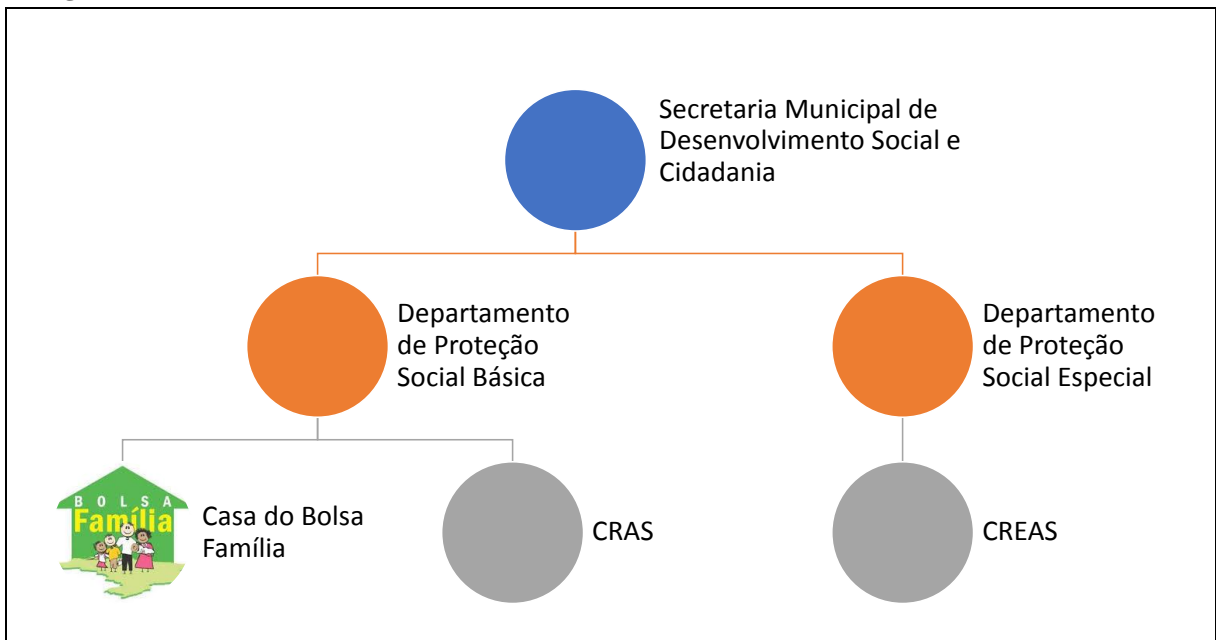 Secretaria Municipal de
Desenvolvimento Social e
Cidadania
Departamento
de Proteção
Social Básica
Departamento
de Proteção
Social Especial
BOLSA
Família
Casa do Bolsa
Família
CRAS
CREAS